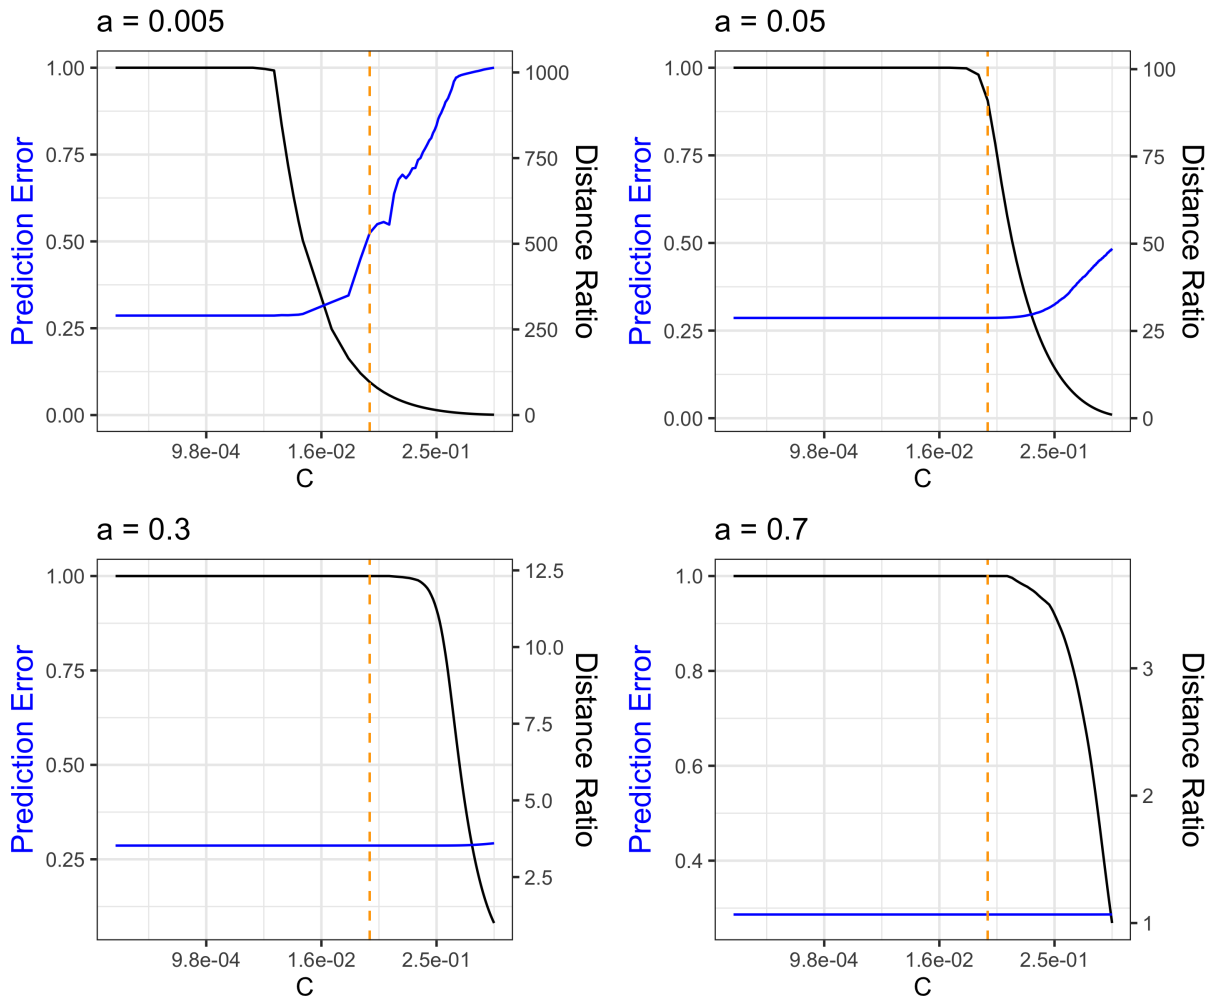 a = 0.005
1.00
0.75
0.50
0.25
0.00
Prediction Error
1000
750
500
250
0
Distance Ratio
9.8e-04 1.6e-02 2.5e-01
C
a = 0.05
1.00
0.75
0.50
0.25
0.00
Prediction Error
100
75
50
25
0
Distance Ratio
9.8e-04 1.6e-02 2.5e-01
C
a = 0.3
1.00
0.75
0.50
0.25
Prediction Error
12.5
10.0
7.5
5.0
2.5
Distance Ratio
9.8e-04 1.6e-02 2.5e-01
C
a = 0.7
1.0
0.8
0.6
0.4
Prediction Error
3
2
1
Distance Ratio
9.8e-04 1.6e-02 2.5e-01
C